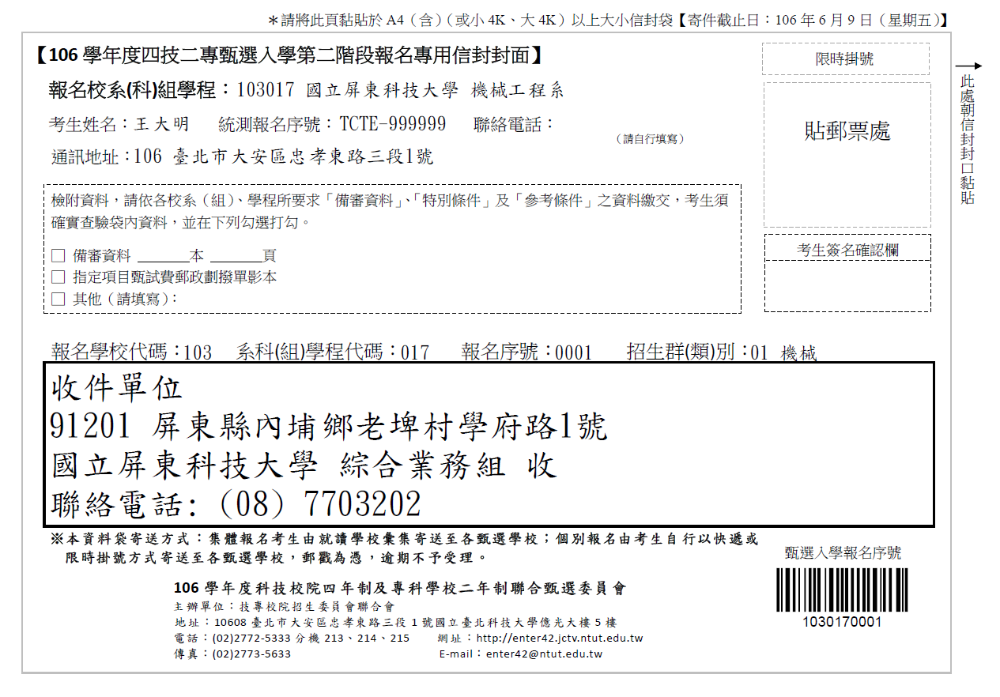 ＊請將此頁黏貼於 A4（含）（或小 4K、大 4K）以上大小信封袋【寄件截止日：106 年 6 月 9 日（星期五）】
【106 學年度四技二專甄選入學第二階段報名專用信封封面】
限時掛號
報名校系(科)組學程：103017 國立屏東科技大學 機械工程系
考生姓名：王大明 統測報名序號：TCTE-999999 聯絡電話：
（請自行填寫）
通訊地址：106 臺北市大安區忠孝東路三段1號
貼郵票處
此處朝信封封口黏貼
檢附資料，請依各校系（組）、學程所要求「備審資料」、「特別條件」及「參考條件」之資料繳交，考生須
確實查驗袋內資料，並在下列勾選打勾。
□ 備審資料 ______本 ______頁
□ 指定項目甄試費郵政劃撥單影本
□ 其他（請填寫）：
考生簽名確認欄
報名學校代碼：103 系科(組)學程代碼：017 報名序號：0001 招生群(類)別：01 機械
收件單位
91201 屏東縣內埔鄉老埤村學府路1號
國立屏東科技大學 綜合業務組 收
聯絡電話: (08) 7703202
※本資料袋寄送方式：集體報名考生由就讀學校彙集寄送至各甄選學校；個別報名由考生自行以快遞或
限時掛號方式寄送至各甄選學校，郵戳為憑，逾期不予受理。
甄選入學報名序號
1030170001
106 學年度科技校院四年制及專科學校二年制聯合甄選委員會
主辦單位：技專校院招生委員會聯合會
地址：10608 臺北市大安區忠孝東路三段 1 號國立臺北科技大學億光大樓 5 樓
電話：(02)2772-5333 分機 213、214、215 網址：http://enter42.jctv.ntut.edu.tw
傳真：(02)2773-5633 E-mail：enter42@ntut.edu.tw